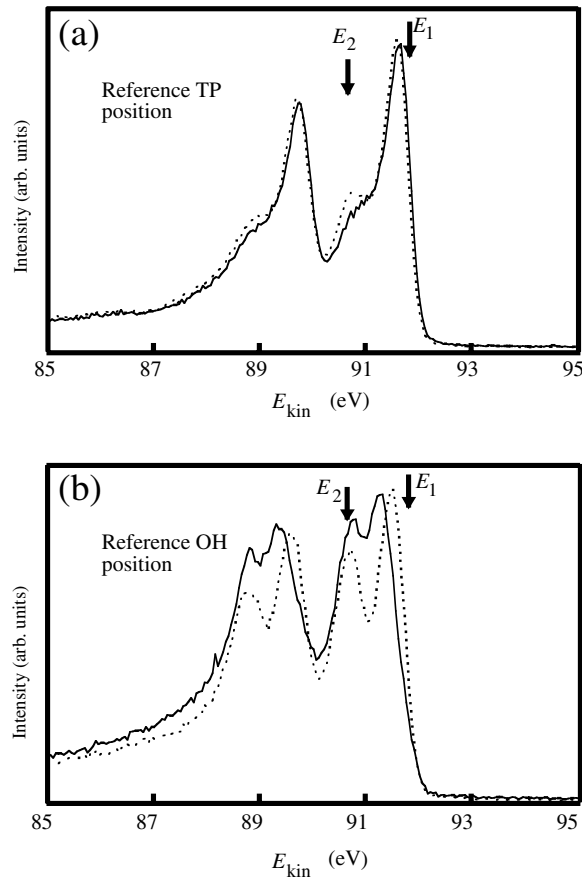 (a)
E2
E1
Reference TP
position
Intensity (arb. units)
85 87 89 91 93 95
Ekin (eV)
(b)
E2
E1
Reference OH
position
Intensity (arb. units)
85 87 89 91 93 95
Ekin (eV)